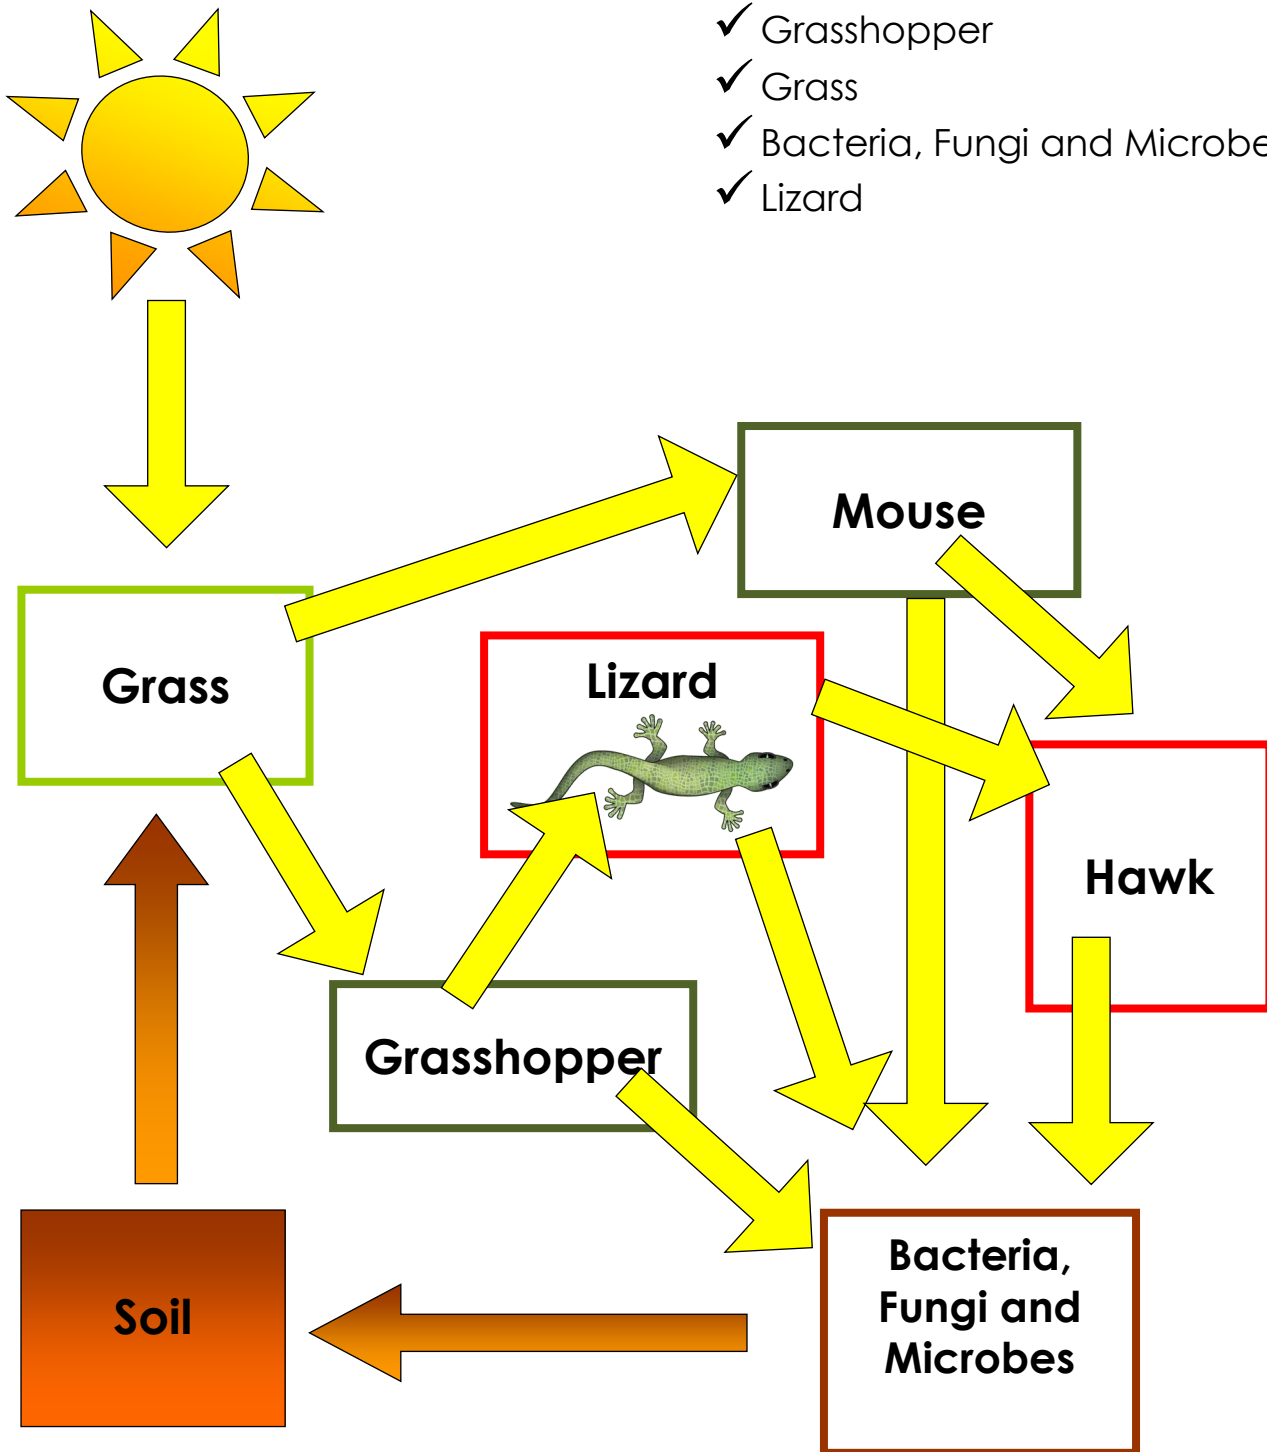 ✓ Grasshopper
✓ Grass
✓ Bacteria, Fungi and Microbe
✓ Lizard
Mouse
Grass
Lizard
Hawk
Grasshopper
Bacteria,
Fungi and
Microbes
Soil